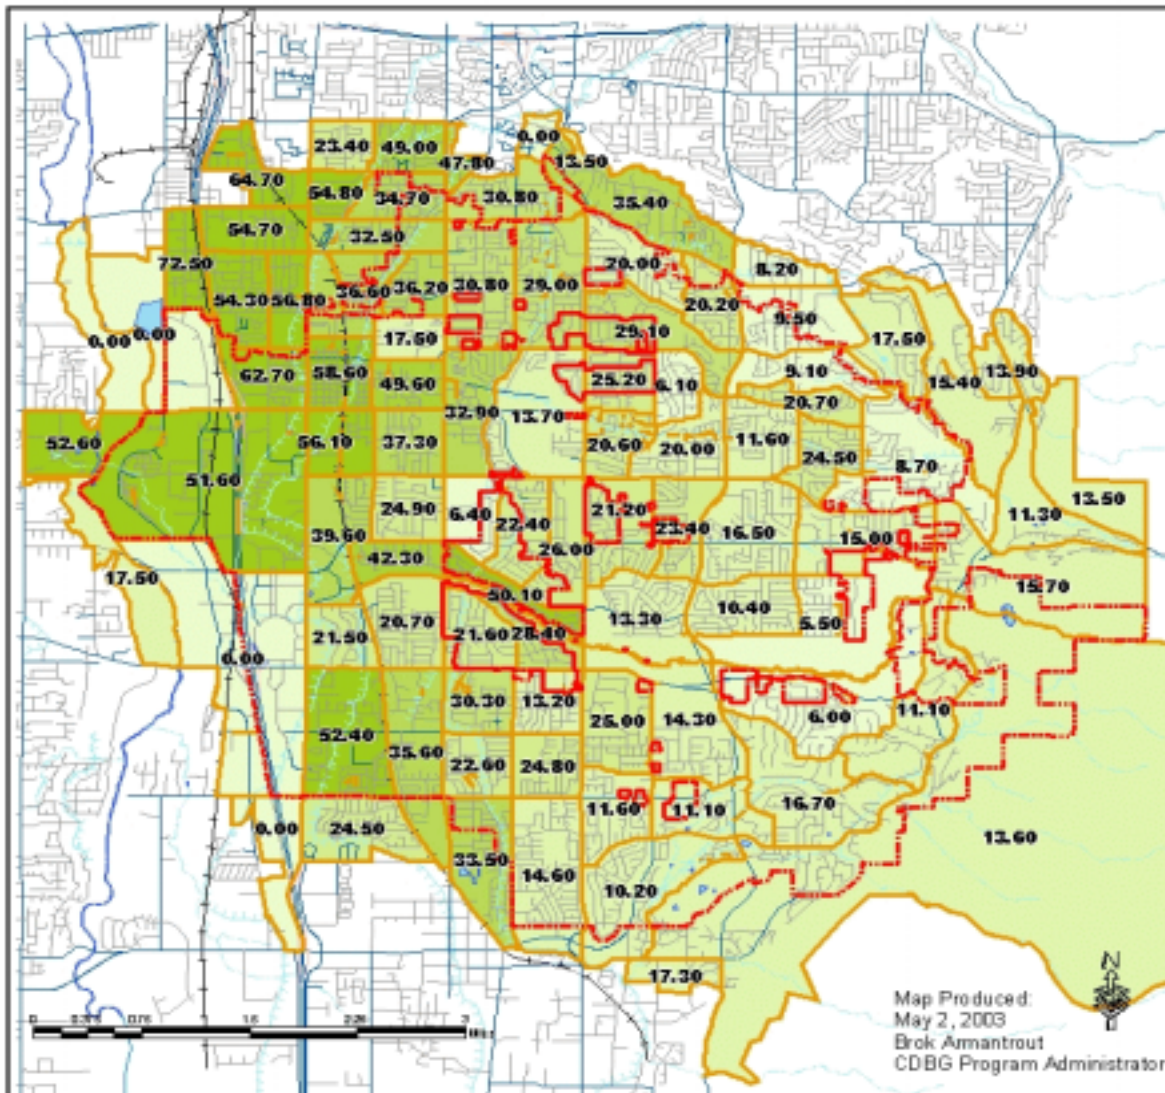 0.00
23.40 49.00
47.80 13.50
64.70 54.80 34.70 30.80 35.40
54.70 32.50
72.50 20.00 8.20
54.30 56.80 36.60 36.20 30.80 29.00 20.20 9.50
0.00 0.00 17.50 29.10 17.50
62.70 58.60 49.60 25.20 6.10 9.10 15.40 13.90
32.90 13.70 20.70
52.60 56.10 37.30 20.60 20.00 11.60 24.50 8.70
51.60 13.50
24.90 6.40 22.40 21.20 23.40 16.50 15.00 11.30
39.60 26.00
17.50 42.30 50.10 15.70
21.50 20.70 21.60 28.40 13.30 10.40 5.50
0.00
30.30 13.20 25.00 14.30 6.00 11.10
52.40 35.60 22.60 24.80
0.00 24.50 11.60 11.10 16.70 13.60
33.50 14.60 10.20
17.30
N
Map Produced:
May 2, 2003
Brok Armantrout
CDBG Program Administrator